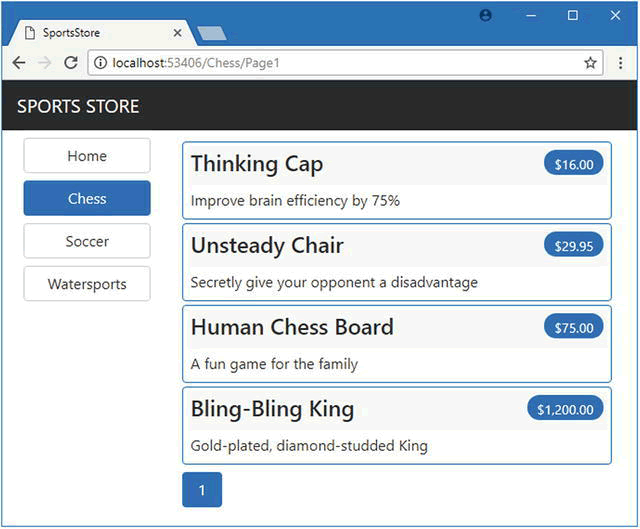 SportsStore
localhost:53406/Chess/Page1
SPORTS STORE
Home
Chess
Soccer
Watersports
Thinking Cap $16.00
Improve brain efficiency by 75%
Unsteady Chair $29.95
Secretly give your opponent a disadvantage
Human Chess Board $75.00
A fun game for the family
Bling-Bling King $1,200.00
Gold-plated, diamond-studded King
1